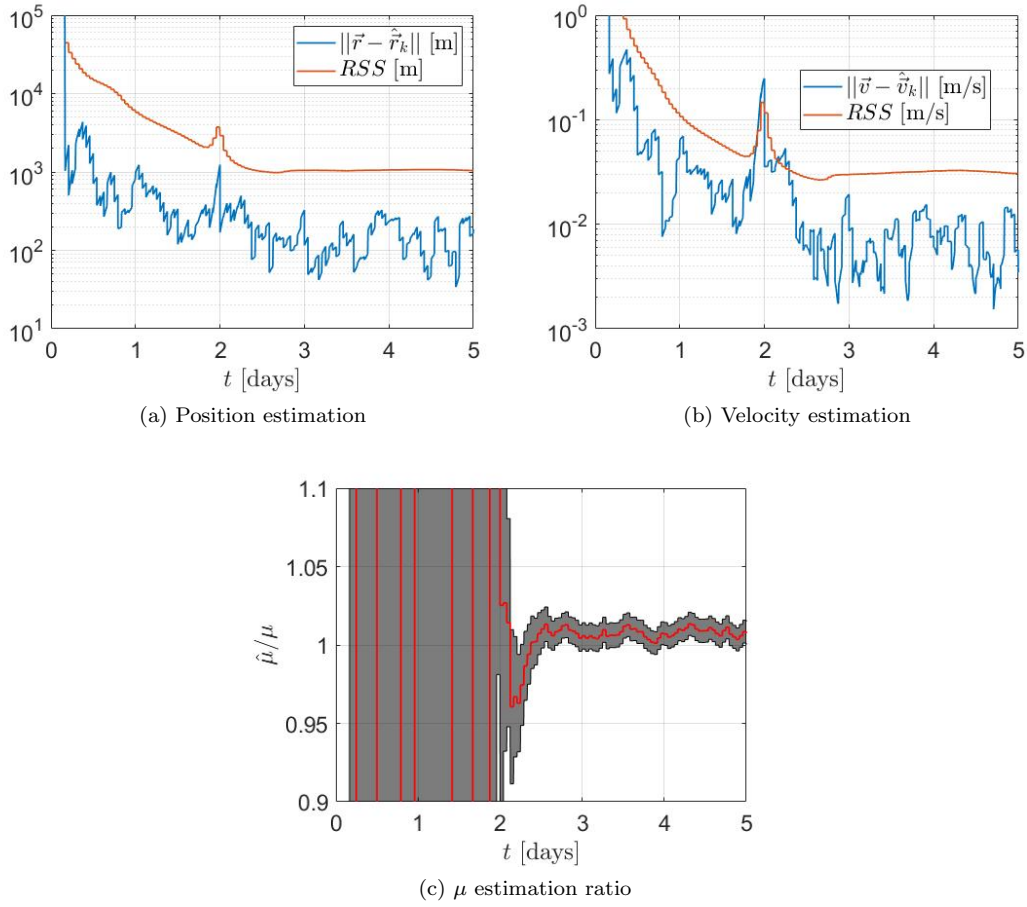 10^5
10^4
10^3
10^2
10^1
||r⃗ − r̂⃗_k|| [m]
RSS [m]
0 1 2 3 4 5
t [days]
(a) Position estimation
10^0
10^-1
10^-2
10^-3
||v⃗ − v̂⃗_k|| [m/s]
RSS [m/s]
0 1 2 3 4 5
t [days]
(b) Velocity estimation
1.1
1.05
1
0.95
0.9
μ̂/μ
0 1 2 3 4 5
t [days]
(c) μ estimation ratio